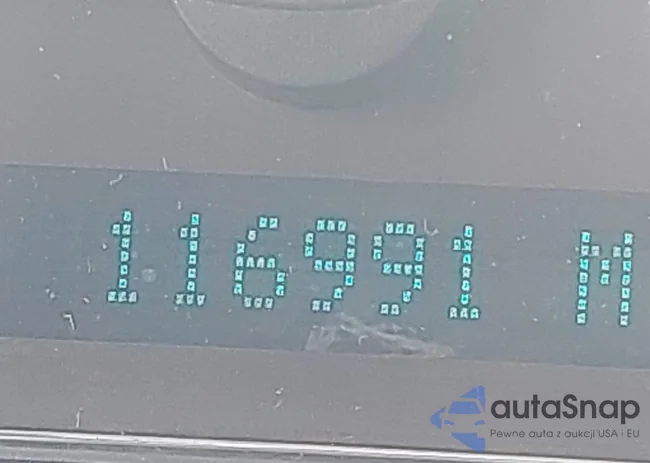 116991 M
autaSnap
Pewne auta z aukcji USA i EU